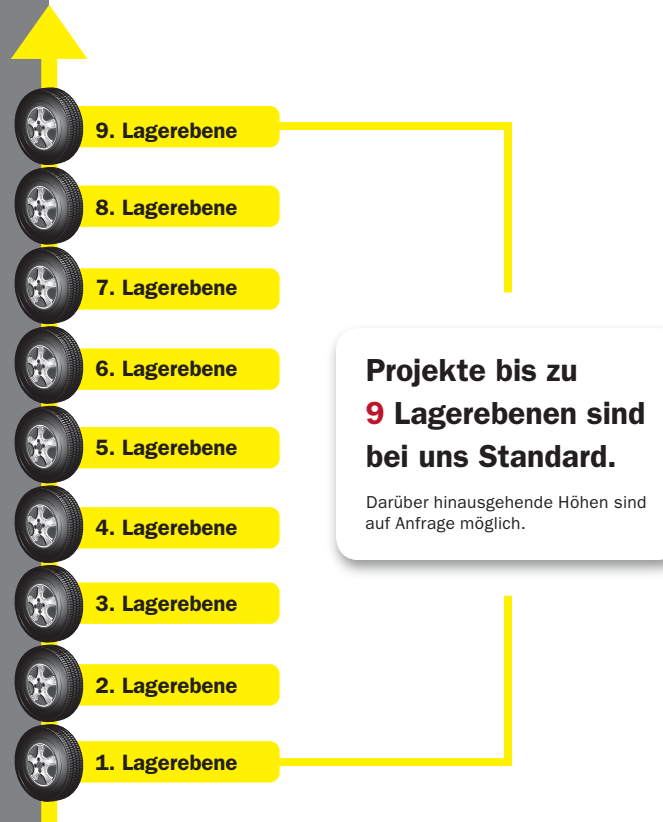 9. Lagerebene
8. Lagerebene
7. Lagerebene
6. Lagerebene
5. Lagerebene
4. Lagerebene
3. Lagerebene
2. Lagerebene
1. Lagerebene
Projekte bis zu
9 Lagerebenen sind
bei uns Standard.
Darüber hinausgehende Höhen sind
auf Anfrage möglich.